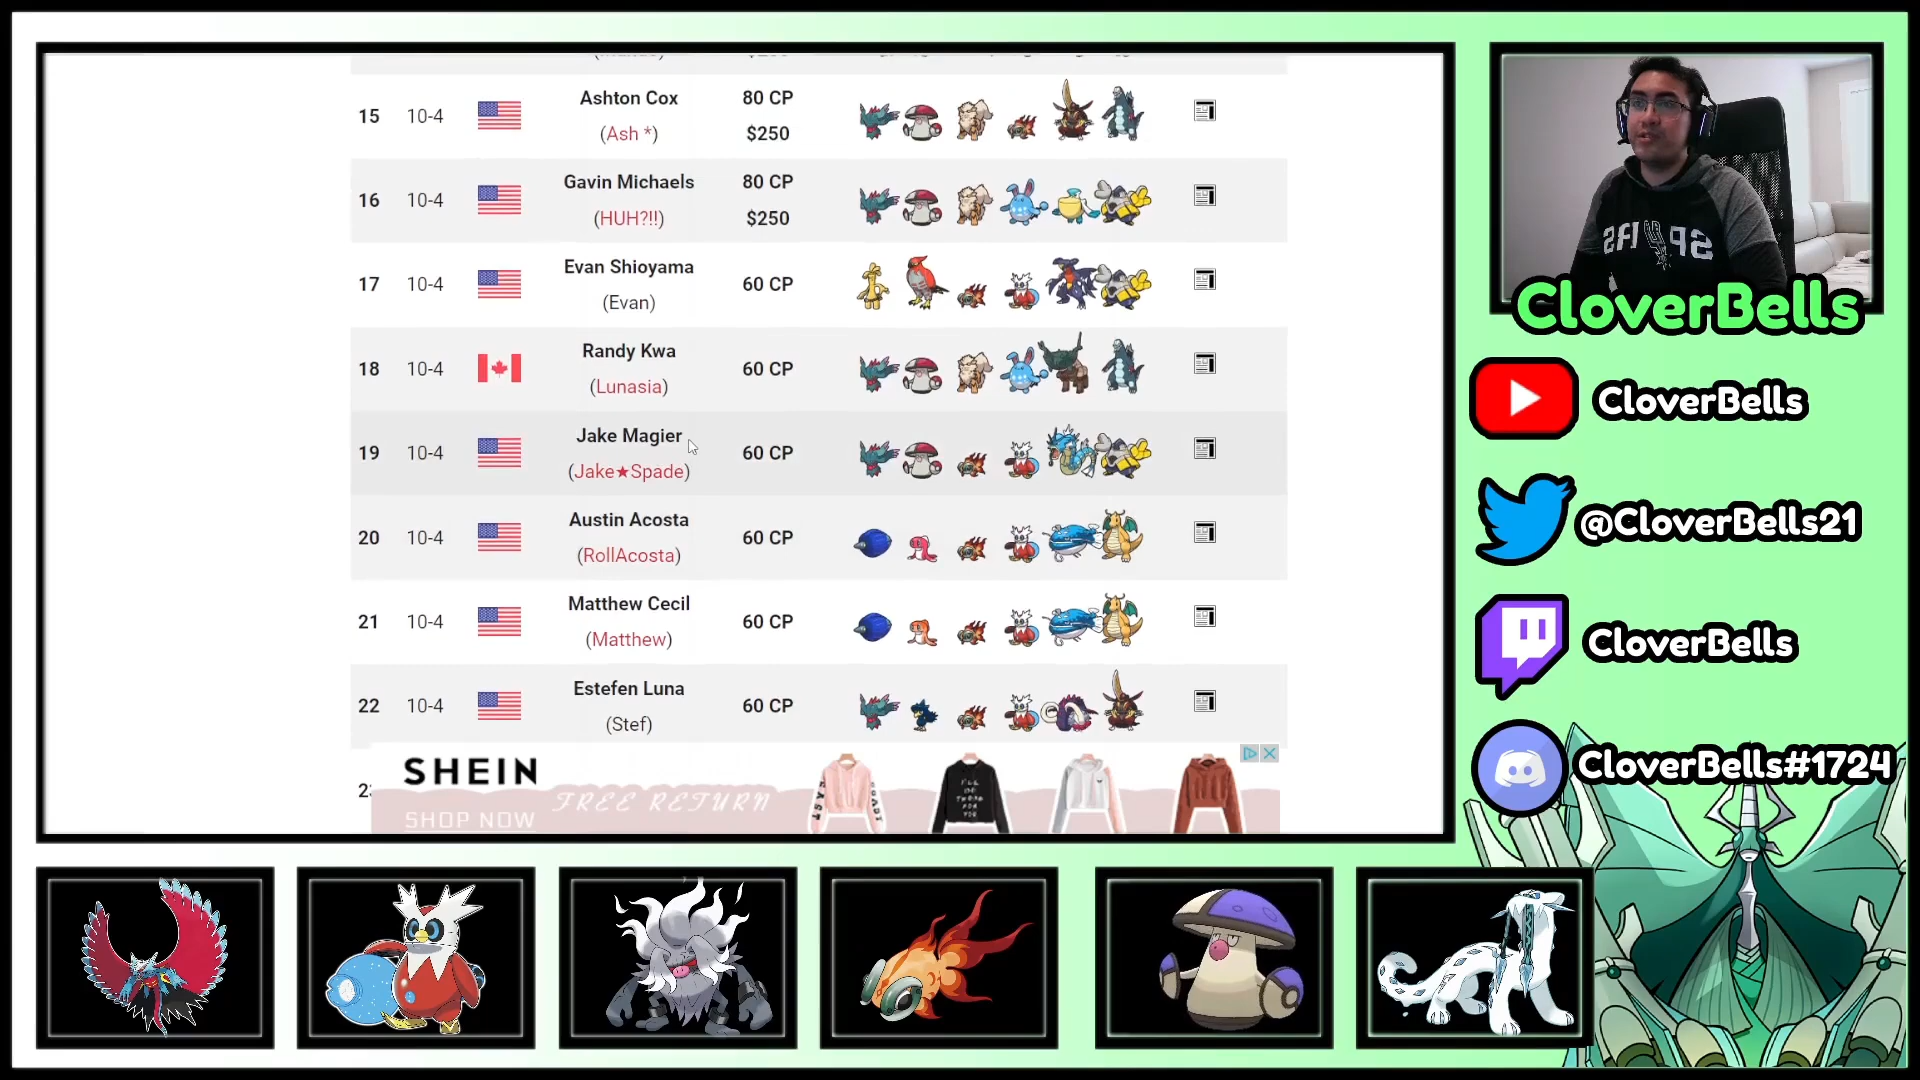 15 10-4 Ashton Cox 80 CP
(Ash *) $250
16 10-4 Gavin Michaels 80 CP
(HUH?!!) $250
17 10-4 Evan Shioyama 60 CP
(Evan)
18 10-4 Randy Kwa 60 CP
(Lunasia)
19 10-4 Jake Magier 60 CP
(Jake★Spade)
20 10-4 Austin Acosta 60 CP
(RollAcosta)
21 10-4 Matthew Cecil 60 CP
(Matthew)
22 10-4 Estefen Luna 60 CP
(Stef)
SHEIN
FREE RETURN
SHOP NOW
SPURS
CloverBells
CloverBells
@CloverBells21
CloverBells
CloverBells#1724